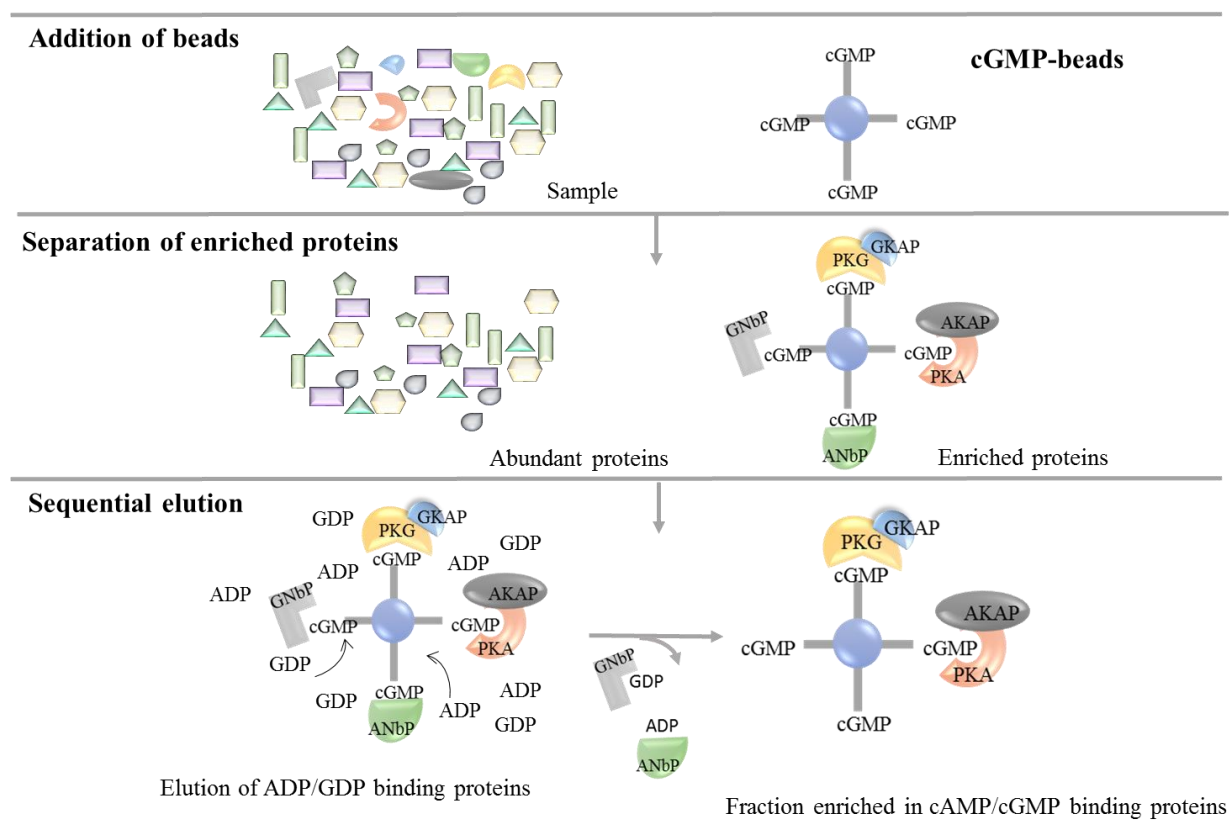 Addition of beads
cGMP-beads
cGMP
cGMP
cGMP
cGMP
Sample
Separation of enriched proteins
PKG
GKAP
cGMP
GNbP
cGMP
cGMP
AKAP
PKA
cGMP
ANbP
Abundant proteins
Enriched proteins
Sequential elution
GDP
PKG
GKAP
GDP
cGMP
ADP
ADP
ADP
GNbP
AKAP
cGMP
cGMP
PKA
GDP
GDP
cGMP
ADP
ADP
GDP
ANbP
GNbP
GDP
ADP
ANbP
PKG
GKAP
cGMP
AKAP
cGMP
cGMP
PKA
cGMP
Elution of ADP/GDP binding proteins
Fraction enriched in cAMP/cGMP binding proteins